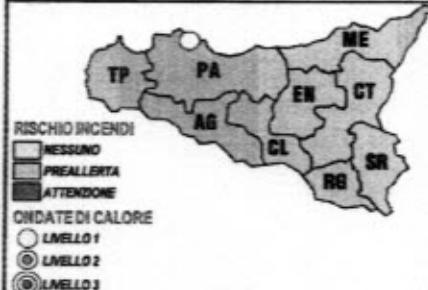 ME
TP
PA
EN
CT
AG
CL
SR
RG
RISCHIO INCENDI
NESSUNO
PREALLERTA
ATTENZIONE
ONDATE DI CALORE
LIVELLO 1
LIVELLO 2
LIVELLO 3